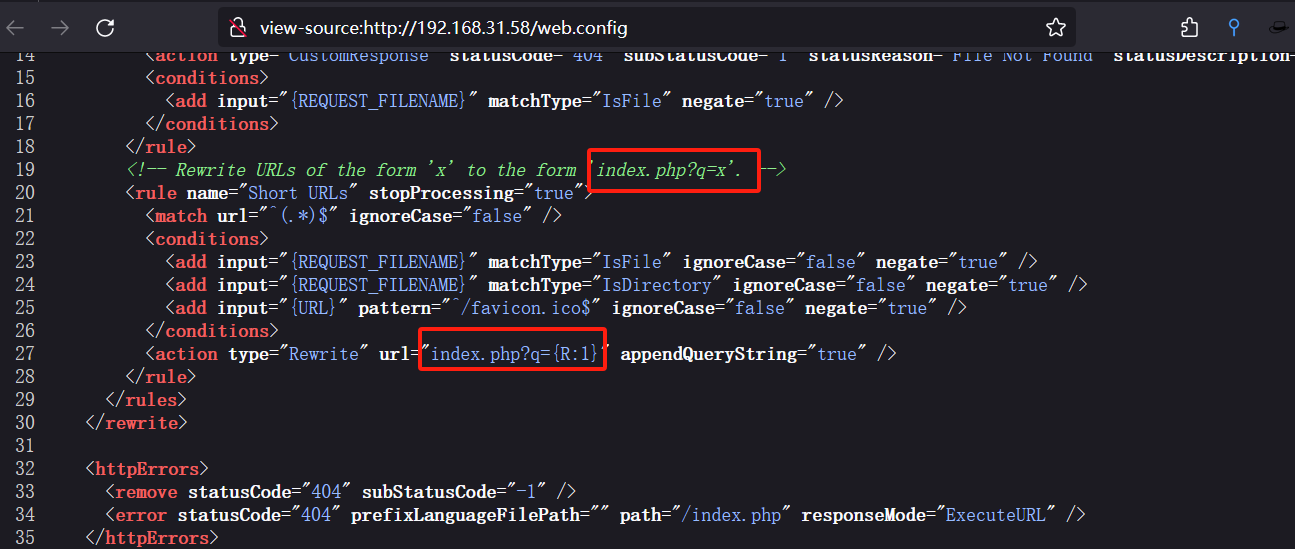 view-source:http://192.168.31.58/web.config
14 <action type="CustomResponse" statusCode="404" subStatusCode="1" statusReason="File Not Found" statusDescription=
15 <conditions>
16 <add input="{REQUEST_FILENAME}" matchType="IsFile" negate="true" />
17 </conditions>
18 </rule>
19 <!-- Rewrite URLs of the form 'x' to the form 'index.php?q=x'. -->
20 <rule name="Short URLs" stopProcessing="true">
21 <match url="^(.*)$" ignoreCase="false" />
22 <conditions>
23 <add input="{REQUEST_FILENAME}" matchType="IsFile" ignoreCase="false" negate="true" />
24 <add input="{REQUEST_FILENAME}" matchType="IsDirectory" ignoreCase="false" negate="true" />
25 <add input="{URL}" pattern="^/favicon.ico$" ignoreCase="false" negate="true" />
26 </conditions>
27 <action type="Rewrite" url="index.php?q={R:1}" appendQueryString="true" />
28 </rule>
29 </rules>
30 </rewrite>
31
32 <httpErrors>
33 <remove statusCode="404" subStatusCode="-1" />
34 <error statusCode="404" prefixLanguageFilePath="" path="/index.php" responseMode="ExecuteURL" />
35 </httpErrors>